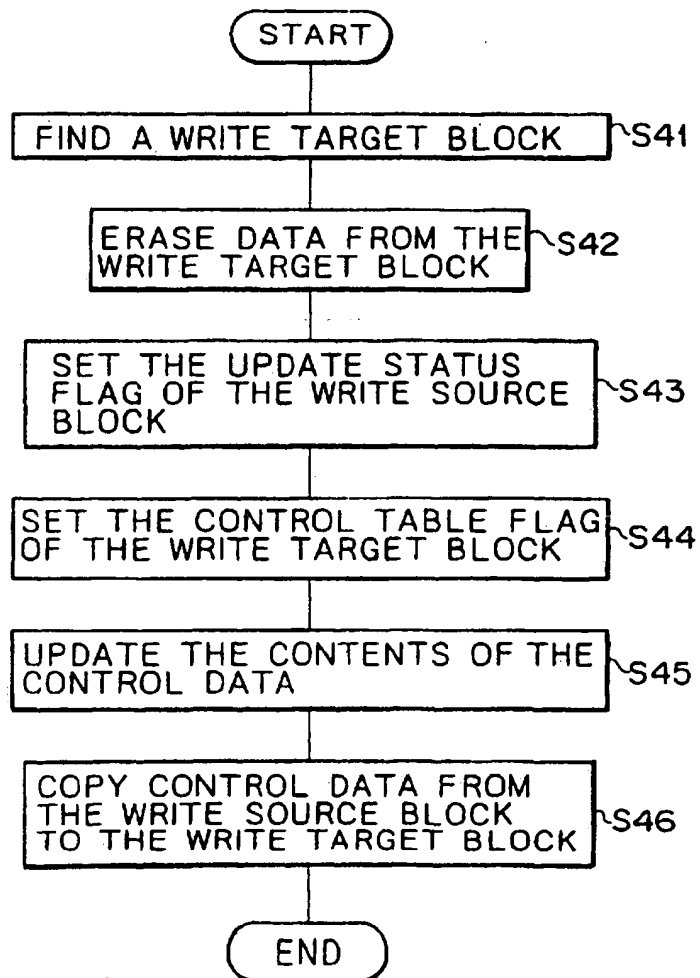 START
FIND A WRITE TARGET BLOCK
S41
ERASE DATA FROM THE
WRITE TARGET BLOCK
S42
SET THE UPDATE STATUS
FLAG OF THE WRITE SOURCE
BLOCK
S43
SET THE CONTROL TABLE FLAG
OF THE WRITE TARGET BLOCK
S44
UPDATE THE CONTENTS OF THE
CONTROL DATA
S45
COPY CONTROL DATA FROM
THE WRITE SOURCE BLOCK
TO THE WRITE TARGET BLOCK
S46
END